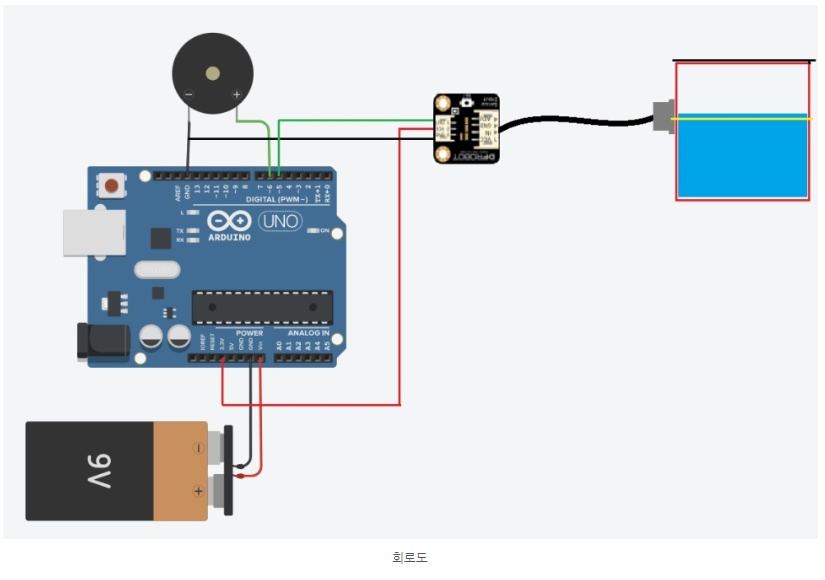 − +
AREF
GND
13
12
~11
~10
~9
8
7
~6
~5
4
~3
2
TX→1
RX←0
DIGITAL (PWM~)
L
TX
RX
UNO
ON
ARDUINO
POWER
ANALOG IN
IOREF
RESET
3.3V
5V
GND
GND
Vin
A0
A1
A2
A3
A4
A5
DFROBOT
9V
−
+
회로도